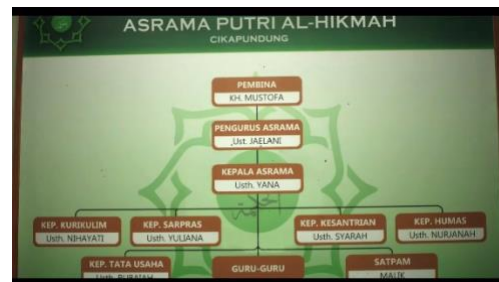 ASRAMA PUTRI AL-HIKMAH
CIKAPUNDUNG
PEMBINA
KH. MUSTOFA
PENGURUS ASRAMA
Ust. JAELANI
KEPALA ASRAMA
Usth. YANA
KEP. KURIKULIM
Usth. NIHAYATI
KEP. SARPRAS
Usth. YULIANA
KEP. KESANTRIAN
Usth. SYARAH
KEP. HUMAS
Usth. NURJANAH
KEP. TATA USAHA
Usth.
GURU-GURU
SATPAM
MALIK